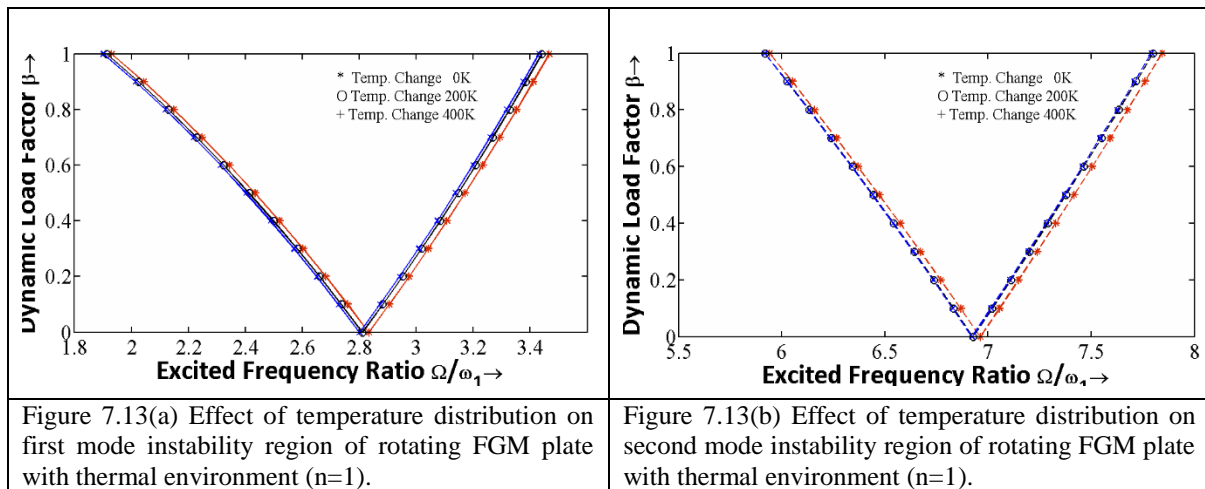 Dynamic Load Factor β→
1
0.8
0.6
0.4
0.2
0
* Temp. Change 0K
O Temp. Change 200K
+ Temp. Change 400K
1.8 2 2.2 2.4 2.6 2.8 3 3.2 3.4
Excited Frequency Ratio Ω/ω₁→
Figure 7.13(a) Effect of temperature distribution on
first mode instability region of rotating FGM plate
with thermal environment (n=1).
Dynamic Load Factor β→
1
0.8
0.6
0.4
0.2
0
* Temp. Change 0K
O Temp. Change 200K
+ Temp. Change 400K
5.5 6 6.5 7 7.5 8
Excited Frequency Ratio Ω/ω₁→
Figure 7.13(b) Effect of temperature distribution on
second mode instability region of rotating FGM plate
with thermal environment (n=1).